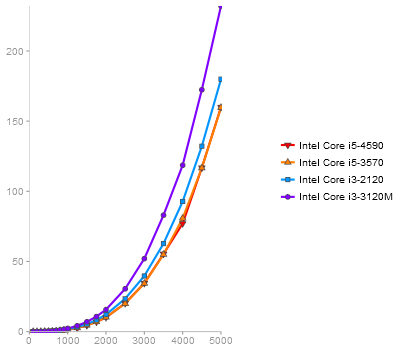 200
150
100
50
0
0 1000 2000 3000 4000 5000
Intel Core i5-4590
Intel Core i5-3570
Intel Core i3-2120
Intel Core i3-3120M